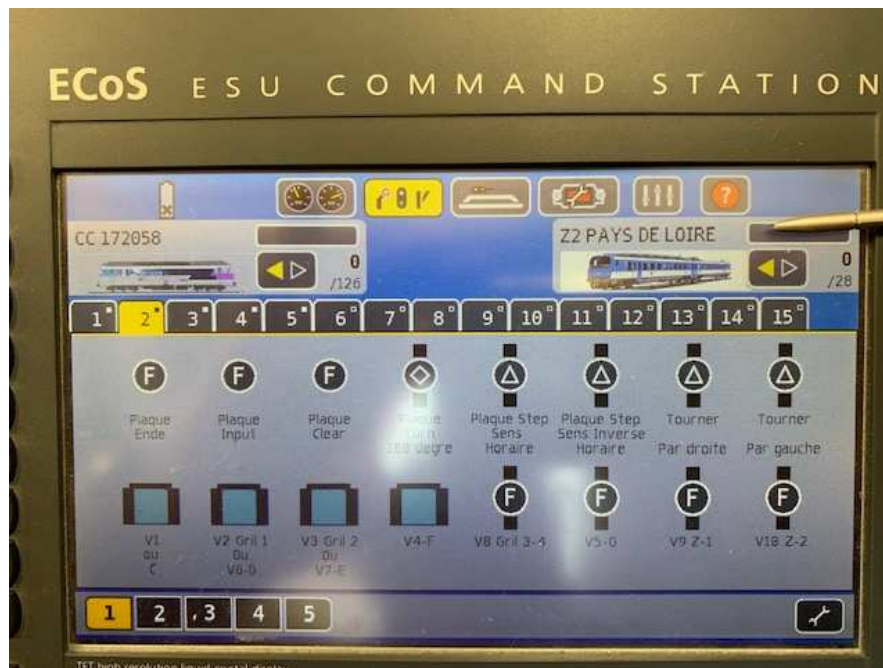 ECoS ESU COMMAND STATION
?
CC 172058
0
/126
Z2 PAYS DE LOIRE
0
/28
1 2 3 4 5 6 7 8 9 10 11 12 13 14 15
F F F
Plaque Ende
Plaque Inpuli
Plaque Clear
degre
Plaque Step Sens Horaire
Plaque Step Sens Inverse Horaire
Tourner Par droite
Tourner Par gauche
F F F F
V1 ou C
V2 Gril 1 Ou V6-D
V3 Gril 2 Ou V7-E
V4-F
V8 Gril 3-4
V5-G
V9 Z-1
V18 Z-2
1 2 3 4 5